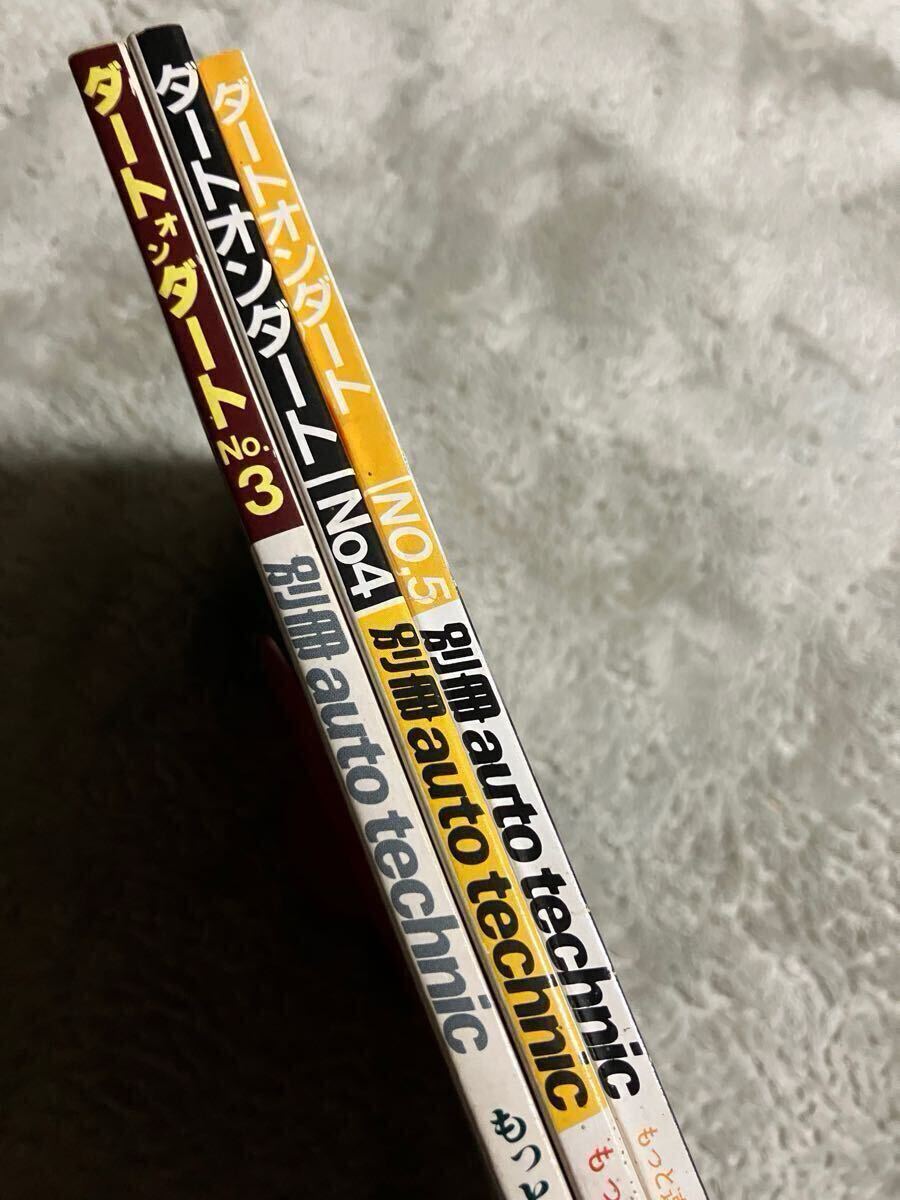 ダートォンダート No.3 別冊 auto technic もっと
ダートオンダート No4 別冊 auto technic もっ
ダートオンダート NO,5 別冊 auto technic もっと